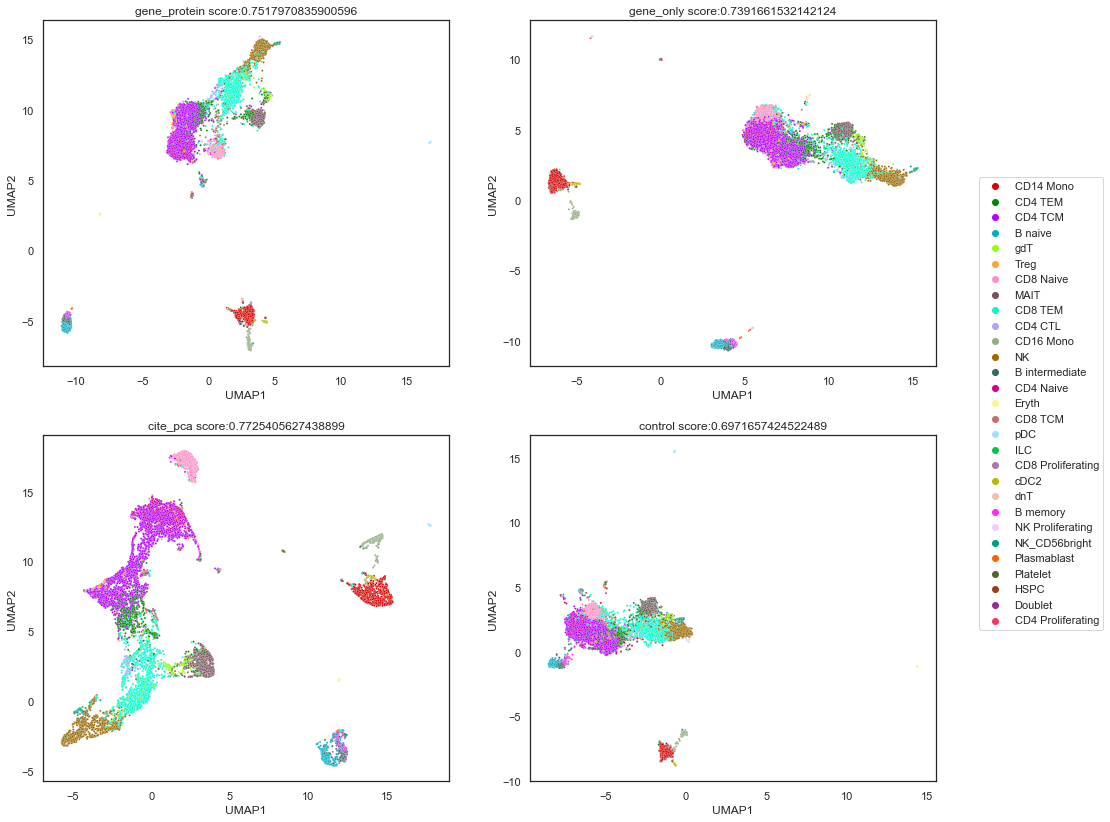 gene_protein score:0.7517970835900596
15
10
5
0
−5
−10
−5
0
5
10
15
UMAP1
UMAP2
gene_only score:0.7391661532142124
10
5
0
−5
−10
−5
0
5
10
15
UMAP1
UMAP2
cite_pca score:0.7725405627438899
15
10
5
0
−5
−5
0
5
10
15
UMAP1
UMAP2
control score:0.6971657424522489
15
10
5
0
−5
−10
−5
0
5
10
15
UMAP1
UMAP2
CD14 Mono
CD4 TEM
CD4 TCM
B naive
gdT
Treg
CD8 Naive
MAIT
CD8 TEM
CD4 CTL
CD16 Mono
NK
B intermediate
CD4 Naive
Eryth
CD8 TCM
pDC
ILC
CD8 Proliferating
cDC2
dnT
B memory
NK Proliferating
NK_CD56bright
Plasmablast
Platelet
HSPC
Doublet
CD4 Proliferating